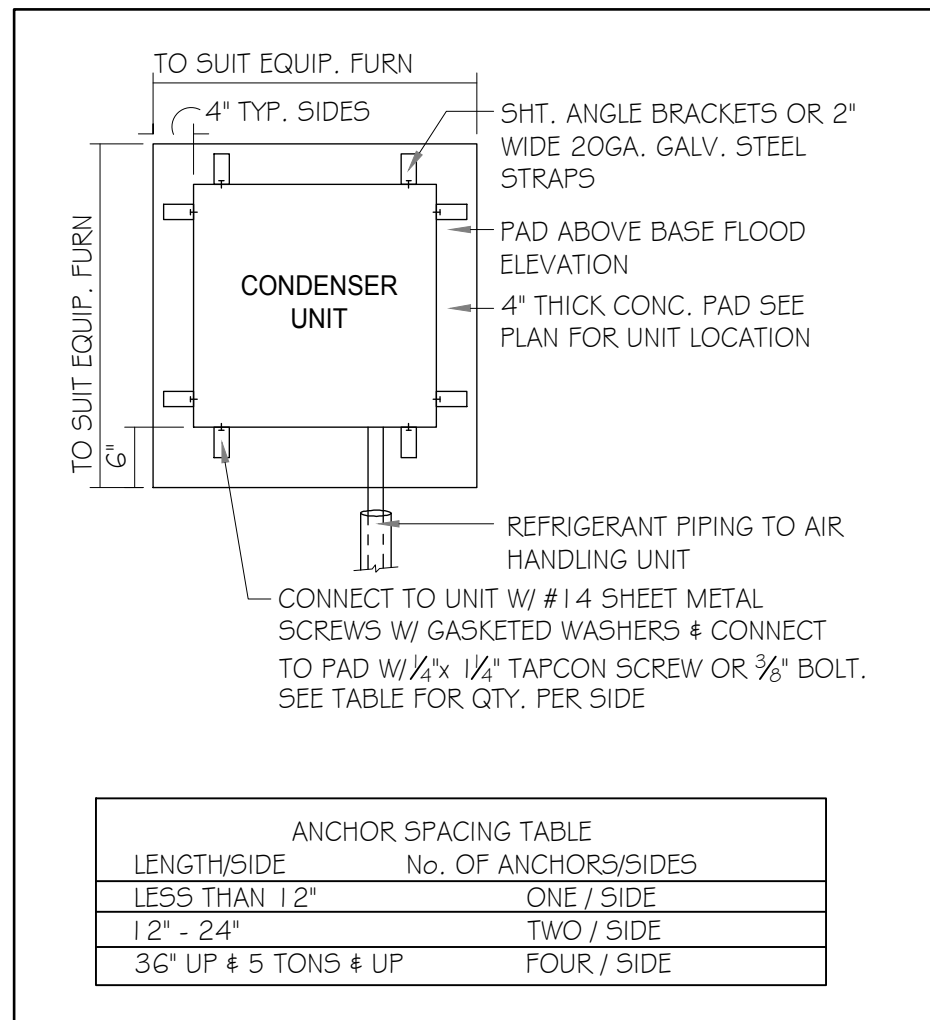 TO SUIT EQUIP. FURN
4" TYP. SIDES
SHT. ANGLE BRACKETS OR 2"
WIDE 20GA. GALV. STEEL
STRAPS
TO SUIT EQUIP. FURN
PAD ABOVE BASE FLOOD
ELEVATION
CONDENSER
UNIT
4" THICK CONC. PAD SEE
PLAN FOR UNIT LOCATION
6"
REFRIGERANT PIPING TO AIR
HANDLING UNIT
CONNECT TO UNIT W/ #14 SHEET METAL
SCREWS W/ GASKETED WASHERS & CONNECT
TO PAD W/ 1/4"x 1 1/4" TAPCON SCREW OR 3/8" BOLT.
SEE TABLE FOR QTY. PER SIDE
ANCHOR SPACING TABLE
LENGTH/SIDE No. OF ANCHORS/SIDES
LESS THAN 12" ONE / SIDE
12" - 24" TWO / SIDE
36" UP & 5 TONS & UP FOUR / SIDE